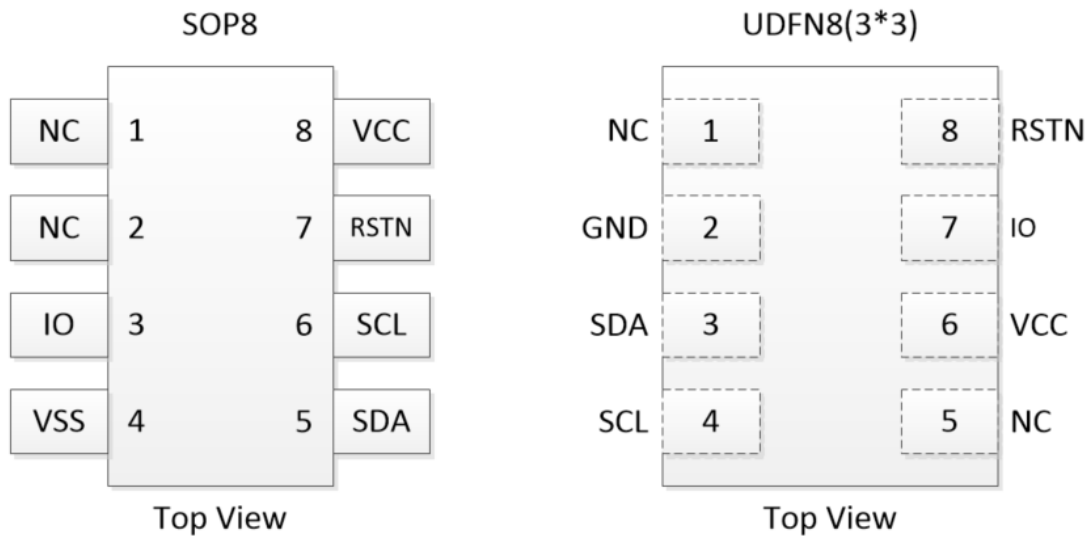 SOP8
UDFN8(3*3)
NC 1 8 VCC
NC 1 8 RSTN
NC 2 7 RSTN
GND 2 7 IO
IO 3 6 SCL
SDA 3 6 VCC
VSS 4 5 SDA
SCL 4 5 NC
Top View
Top View